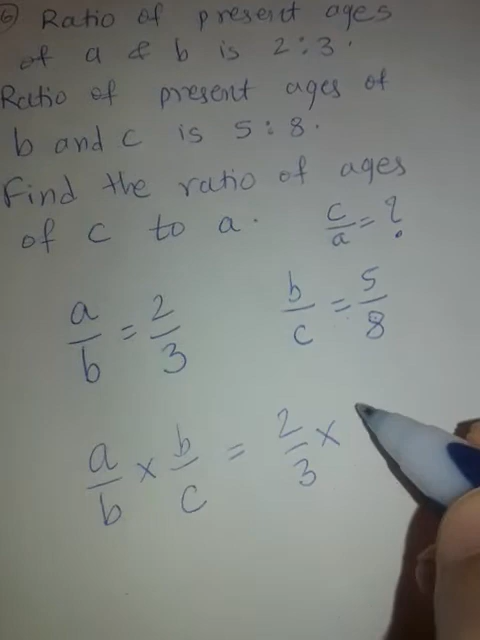 6 Ratio of present ages
of a & b is 2:3.
Ratio of present ages of
b and c is 5:8.
Find the ratio of ages
of c to a. c/a = ?
a/b = 2/3 b/c = 5/8
a/b × b/c = 2/3 ×